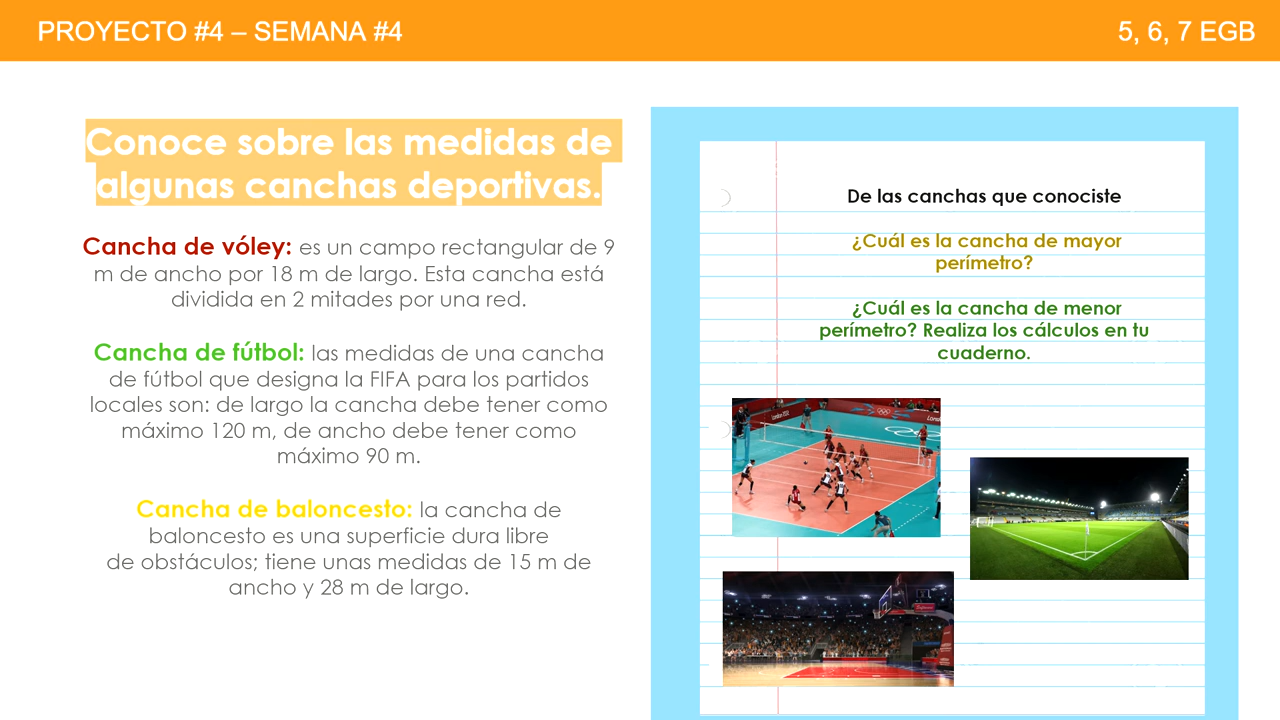 PROYECTO #4 – SEMANA #4
5, 6, 7 EGB
Conoce sobre las medidas de
algunas canchas deportivas.
Cancha de vóley: es un campo rectangular de 9
m de ancho por 18 m de largo. Esta cancha está
dividida en 2 mitades por una red.
Cancha de fútbol: las medidas de una cancha
de fútbol que designa la FIFA para los partidos
locales son: de largo la cancha debe tener como
máximo 120 m, de ancho debe tener como
máximo 90 m.
Cancha de baloncesto: la cancha de
baloncesto es una superficie dura libre
de obstáculos; tiene unas medidas de 15 m de
ancho y 28 m de largo.
De las canchas que conociste
¿Cuál es la cancha de mayor
perímetro?
¿Cuál es la cancha de menor
perímetro? Realiza los cálculos en tu
cuaderno.